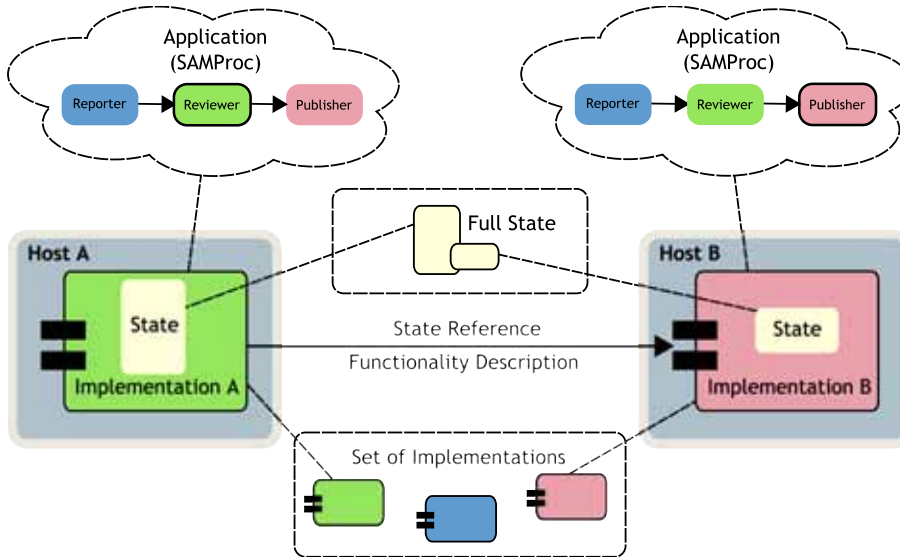 Application
(SAMProc)
Reporter
Reviewer
Publisher
Application
(SAMProc)
Reporter
Reviewer
Publisher
Full State
Host A
State
Implementation A
State Reference
Functionality Description
Host B
State
Implementation B
Set of Implementations